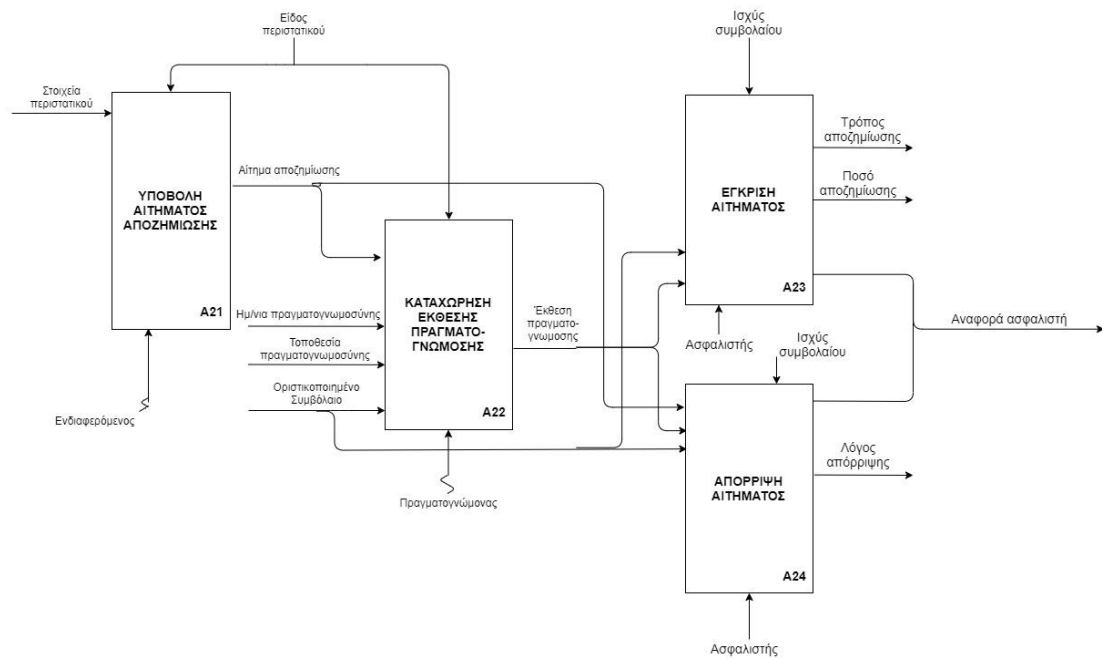 Είδος
περιστατικού
Ισχύς
συμβολαίου
Στοιχεία
περιστατικού
ΥΠΟΒΟΛΗ
ΑΙΤΗΜΑΤΟΣ
ΑΠΟΖΗΜΙΩΣΗΣ
A21
Αίτημα αποζημίωσης
Ενδιαφερόμενος
Ημ/νια πραγματογνωμοσύνης
Τοποθεσία
πραγματογνωμοσύνης
Οριστικοποιημένο
Συμβόλαιο
ΚΑΤΑΧΩΡΗΣΗ
ΕΚΘΕΣΗΣ
ΠΡΑΓΜΑΤΟ-
ΓΝΩΜΟΣΗΣ
A22
Πραγματογνώμονας
Έκθεση
πραγματο-
γνωμοσης
ΕΓΚΡΙΣΗ
ΑΙΤΗΜΑΤΟΣ
A23
Τρόπος
αποζημίωσης
Ποσό
αποζημίωσης
Ασφαλιστής
Ισχύς
συμβολαίου
Αναφορά ασφαλιστή
ΑΠΟΡΡΙΨΗ
ΑΙΤΗΜΑΤΟΣ
A24
Λόγος
απόρριψης
Ασφαλιστής